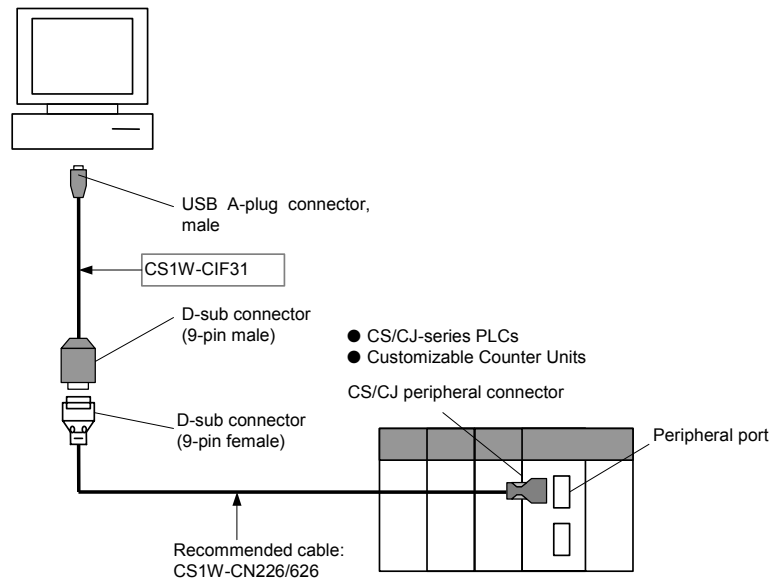 USB A-plug connector,
male
CS1W-CIF31
D-sub connector
(9-pin male)
● CS/CJ-series PLCs
● Customizable Counter Units
CS/CJ peripheral connector
D-sub connector
(9-pin female)
Peripheral port
Recommended cable:
CS1W-CN226/626